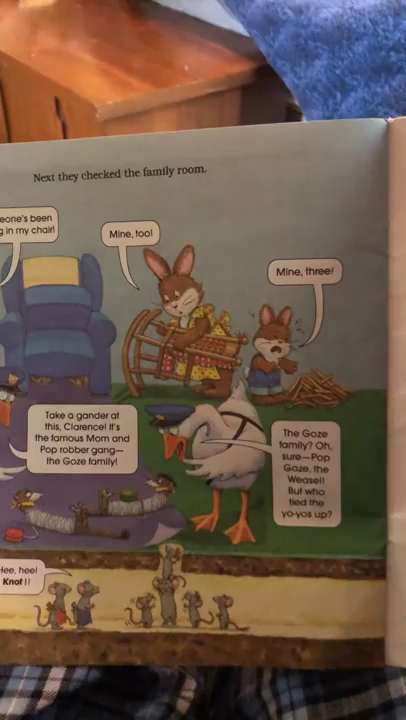 Next they checked the family room.
eone's been
g in my chair!
Mine, too!
Mine, three!
Take a gander at
this, Clarence! It's
the famous Mom and
Pop robber gang—
the Goze family!
The Goze
family? Oh,
sure—Pop
Goze, the
Weasel!
But who
tied the
yo-yos up?
Hee, hee!
Knot I!